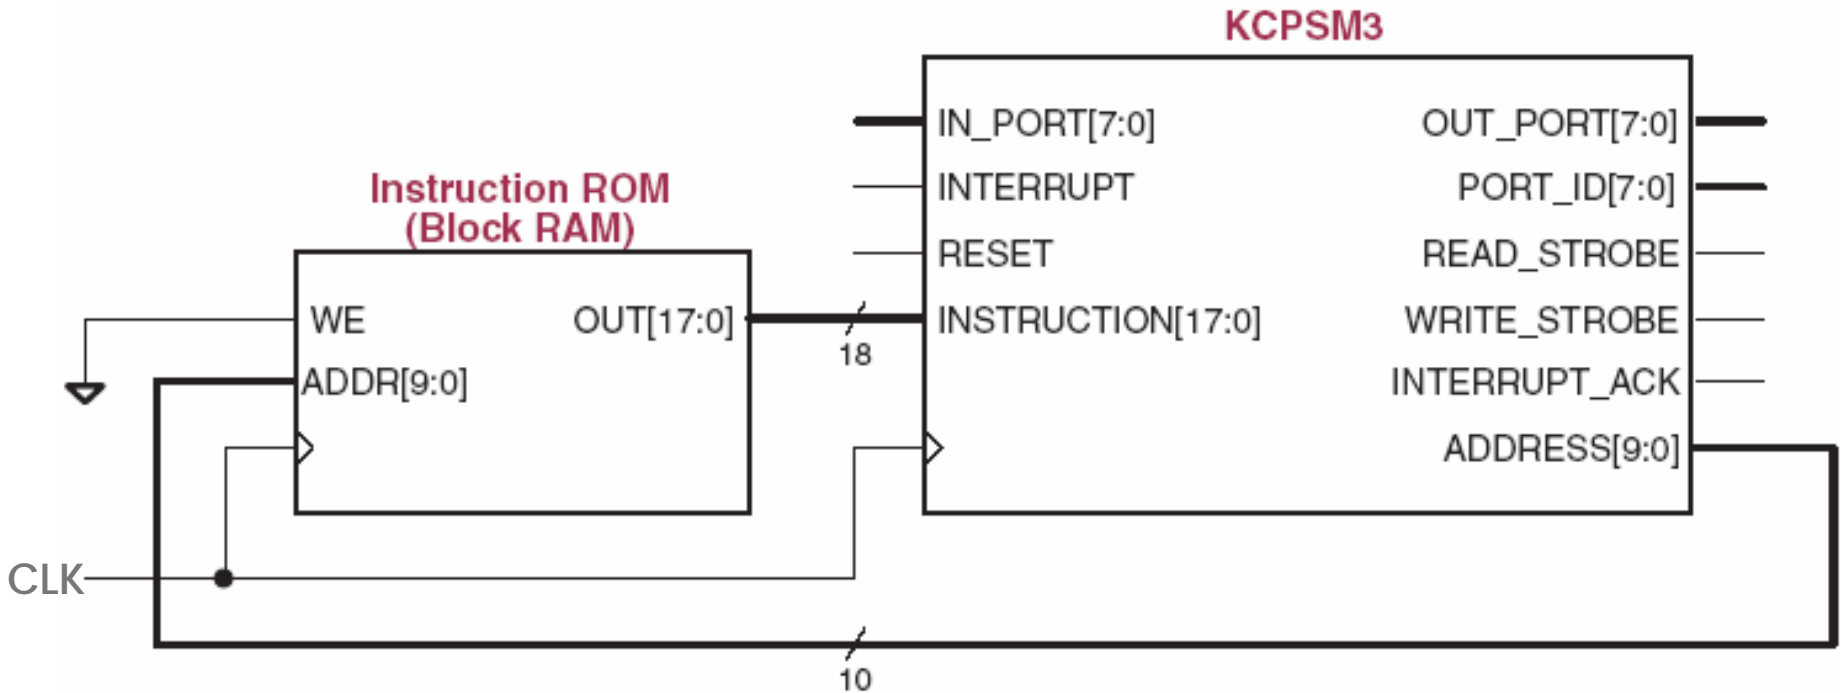 KCPSM3
IN_PORT[7:0]
OUT_PORT[7:0]
Instruction ROM
(Block RAM)
INTERRUPT
PORT_ID[7:0]
RESET
READ_STROBE
WE
OUT[17:0]
18
INSTRUCTION[17:0]
WRITE_STROBE
ADDR[9:0]
INTERRUPT_ACK
ADDRESS[9:0]
CLK
10